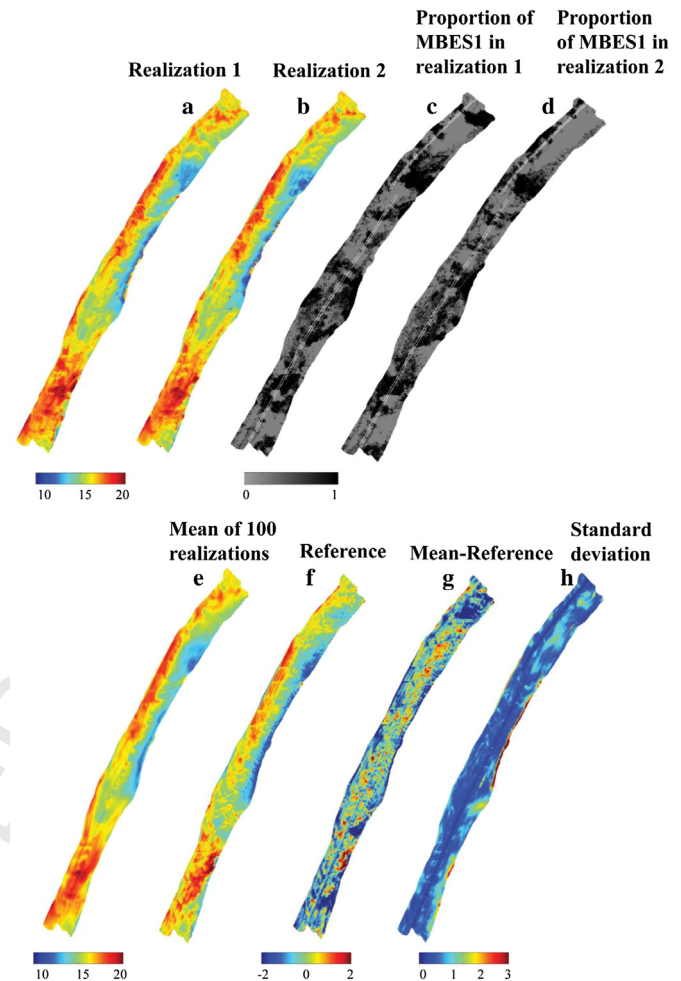 Proportion of
MBES1 in
realization 1
Proportion
of MBES1 in
realization 2
Realization 1
Realization 2
a
b
c
d
10 15 20
0 1
Mean of 100
realizations
Reference
Mean-Reference
Standard
deviation
e
f
g
h
10 15 20
-2 0 2
0 1 2 3